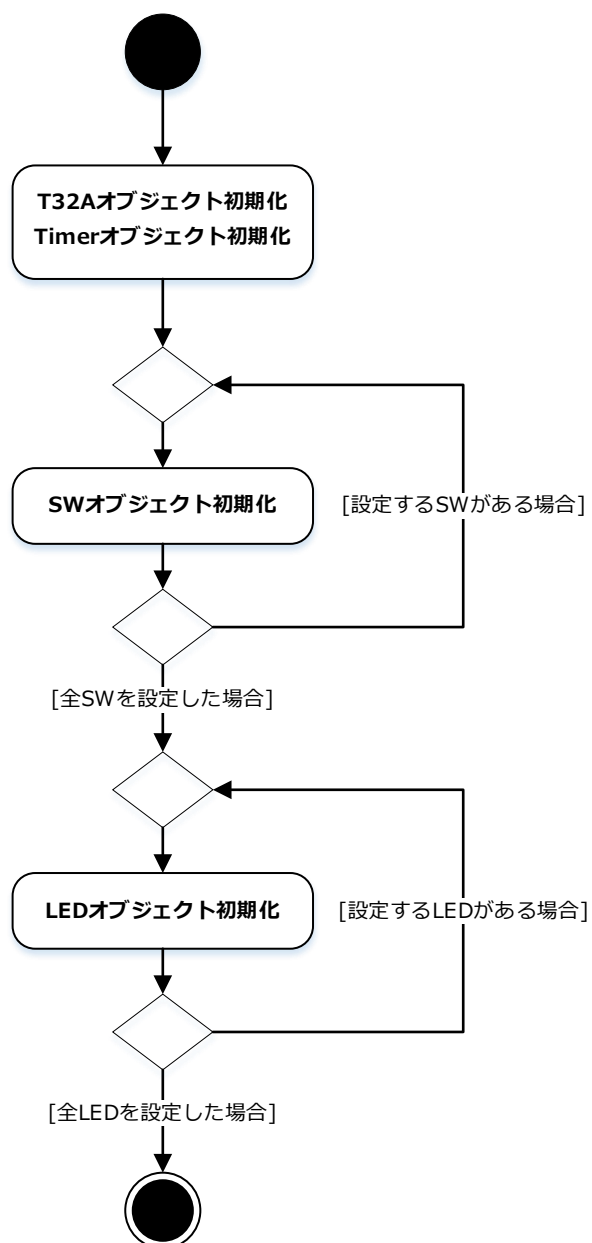 T32Aオブジェクト初期化
Timerオブジェクト初期化
SWオブジェクト初期化
[設定するSWがある場合]
[全SWを設定した場合]
LEDオブジェクト初期化
[設定するLEDがある場合]
[全LEDを設定した場合]